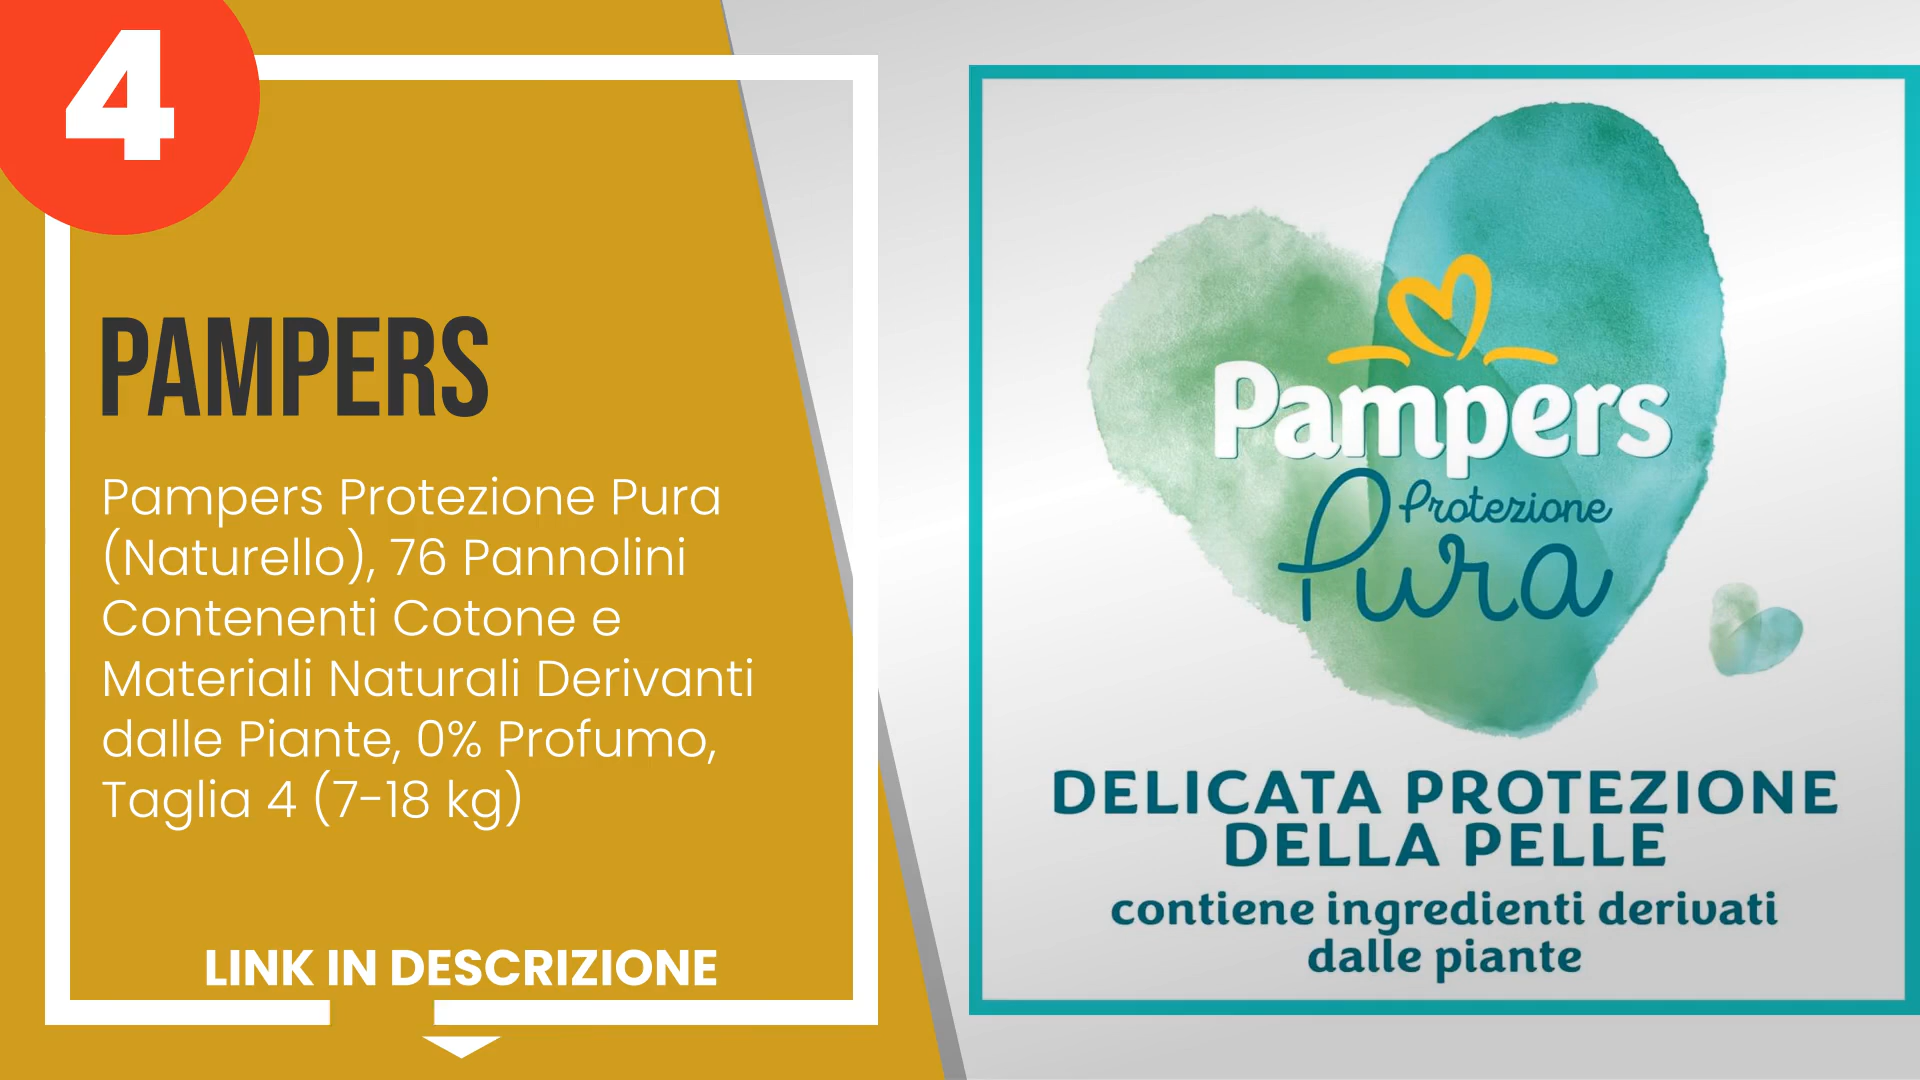 4
PAMPERS
Pampers Protezione Pura
(Naturello), 76 Pannolini
Contenenti Cotone e
Materiali Naturali Derivanti
dalle Piante, 0% Profumo,
Taglia 4 (7-18 kg)
LINK IN DESCRIZIONE
Pampers
Protezione
Pura
DELICATA PROTEZIONE
DELLA PELLE
contiene ingredienti derivati
dalle piante